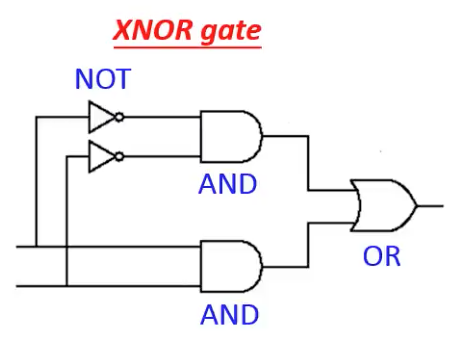 XNOR gate
NOT
AND
OR
AND